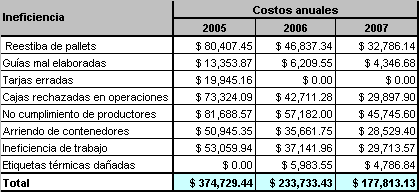 Ineficiencia Costos anuales
2005 2006 2007
Reestiba de pallets $ 80,407.45 $ 46,837.34 $ 32,786.14
Guías mal elaboradas $ 13,353.87 $ 6,209.55 $ 4,346.68
Tarjas erradas $ 19,945.16 $ 0.00 $ 0.00
Cajas rechazadas en operaciones $ 73,324.09 $ 42,711.28 $ 29,897.90
No cumplimiento de productores $ 81,688.57 $ 57,182.00 $ 45,745.60
Arriendo de contenedores $ 50,945.35 $ 35,661.75 $ 28,529.40
Ineficiencia de trabajo $ 53,059.94 $ 37,141.96 $ 29,713.57
Etiquetas térmicas dañadas $ 0.00 $ 5,983.55 $ 4,786.84
Total $ 374,729.44 $ 233,733.43 $ 177,813.13